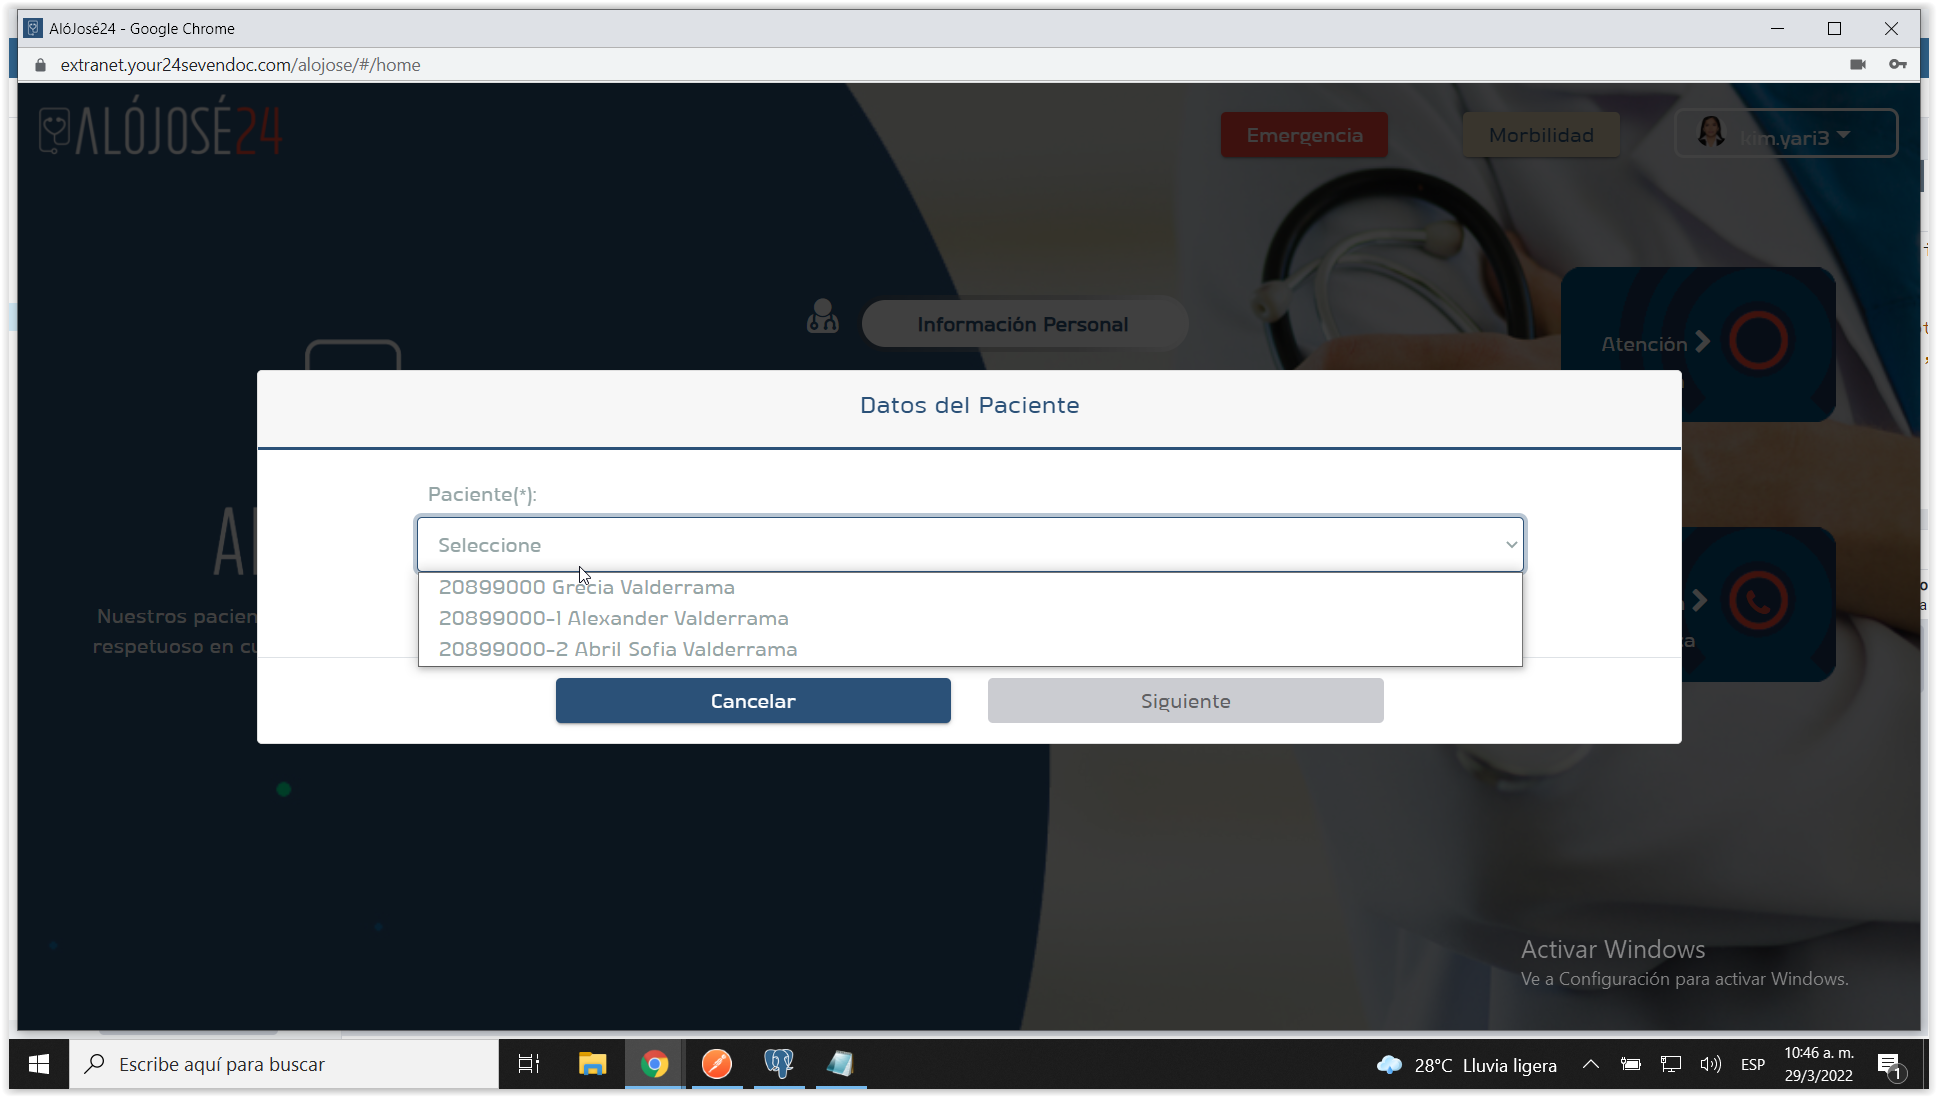 AlóJosé24 - Google Chrome
extranet.your24sevendoc.com/alojose/#/home
ALÓJOSÉ24
Emergencia
Morbilidad
kim.yari3
Información Personal
Atención
Datos del Paciente
Paciente(*):
Seleccione
20899000 Grecia Valderrama
20899000-1 Alexander Valderrama
20899000-2 Abril Sofia Valderrama
Al
Nuestros pacien
respetuoso en cu
Cancelar
Siguiente
Activar Windows
Ve a Configuración para activar Windows.
Escribe aquí para buscar
28°C Lluvia ligera
ESP
10:46 a. m.
29/3/2022
1